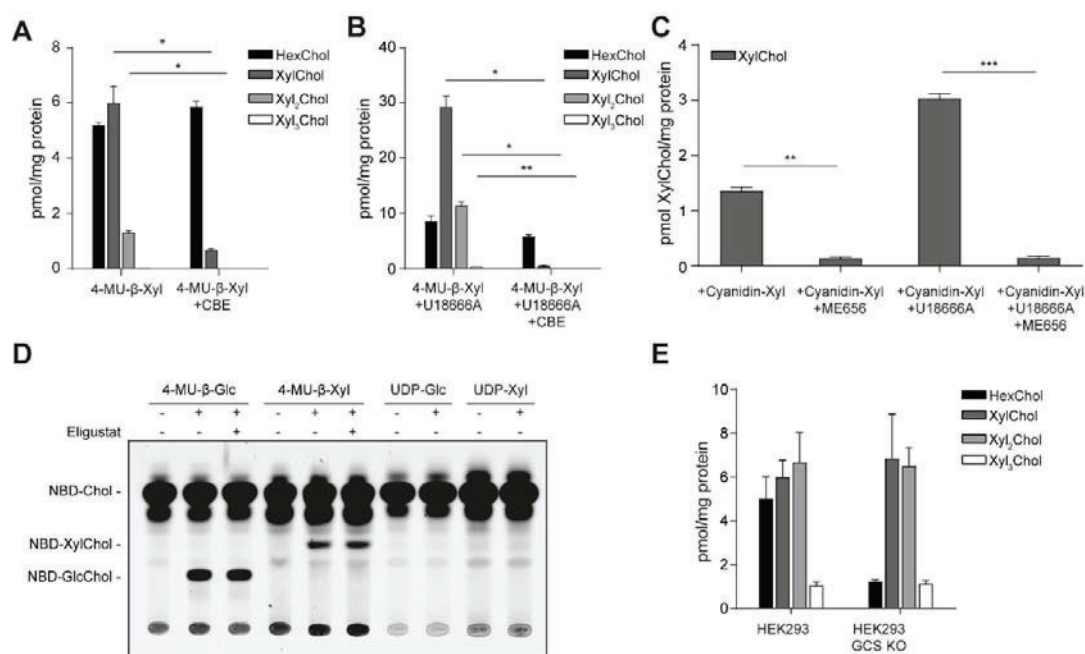 A
8
6
4
2
0
pmol/mg protein
*
*
HexChol
XylChol
Xyl₂Chol
Xyl₃Chol
4-MU-β-Xyl
4-MU-β-Xyl
+CBE
B
40
30
20
10
0
pmol/mg protein
*
*
**
HexChol
XylChol
Xyl₂Chol
Xyl₃Chol
4-MU-β-Xyl
+U18666A
4-MU-β-Xyl
+U18666A
+CBE
C
4
3
2
1
0
pmol XylChol/mg protein
XylChol
**
***
+Cyanidin-Xyl
+Cyanidin-Xyl
+ME656
+Cyanidin-Xyl
+U18666A
+Cyanidin-Xyl
+U18666A
+ME656
D
4-MU-β-Glc 4-MU-β-Xyl UDP-Glc UDP-Xyl
- + + - + + - + - +
Eligustat - - + - - + - - - -
NBD-Chol -
NBD-XylChol -
NBD-GlcChol -
E
10
8
6
4
2
0
pmol/mg protein
HexChol
XylChol
Xyl₂Chol
Xyl₃Chol
HEK293
HEK293
GCS KO